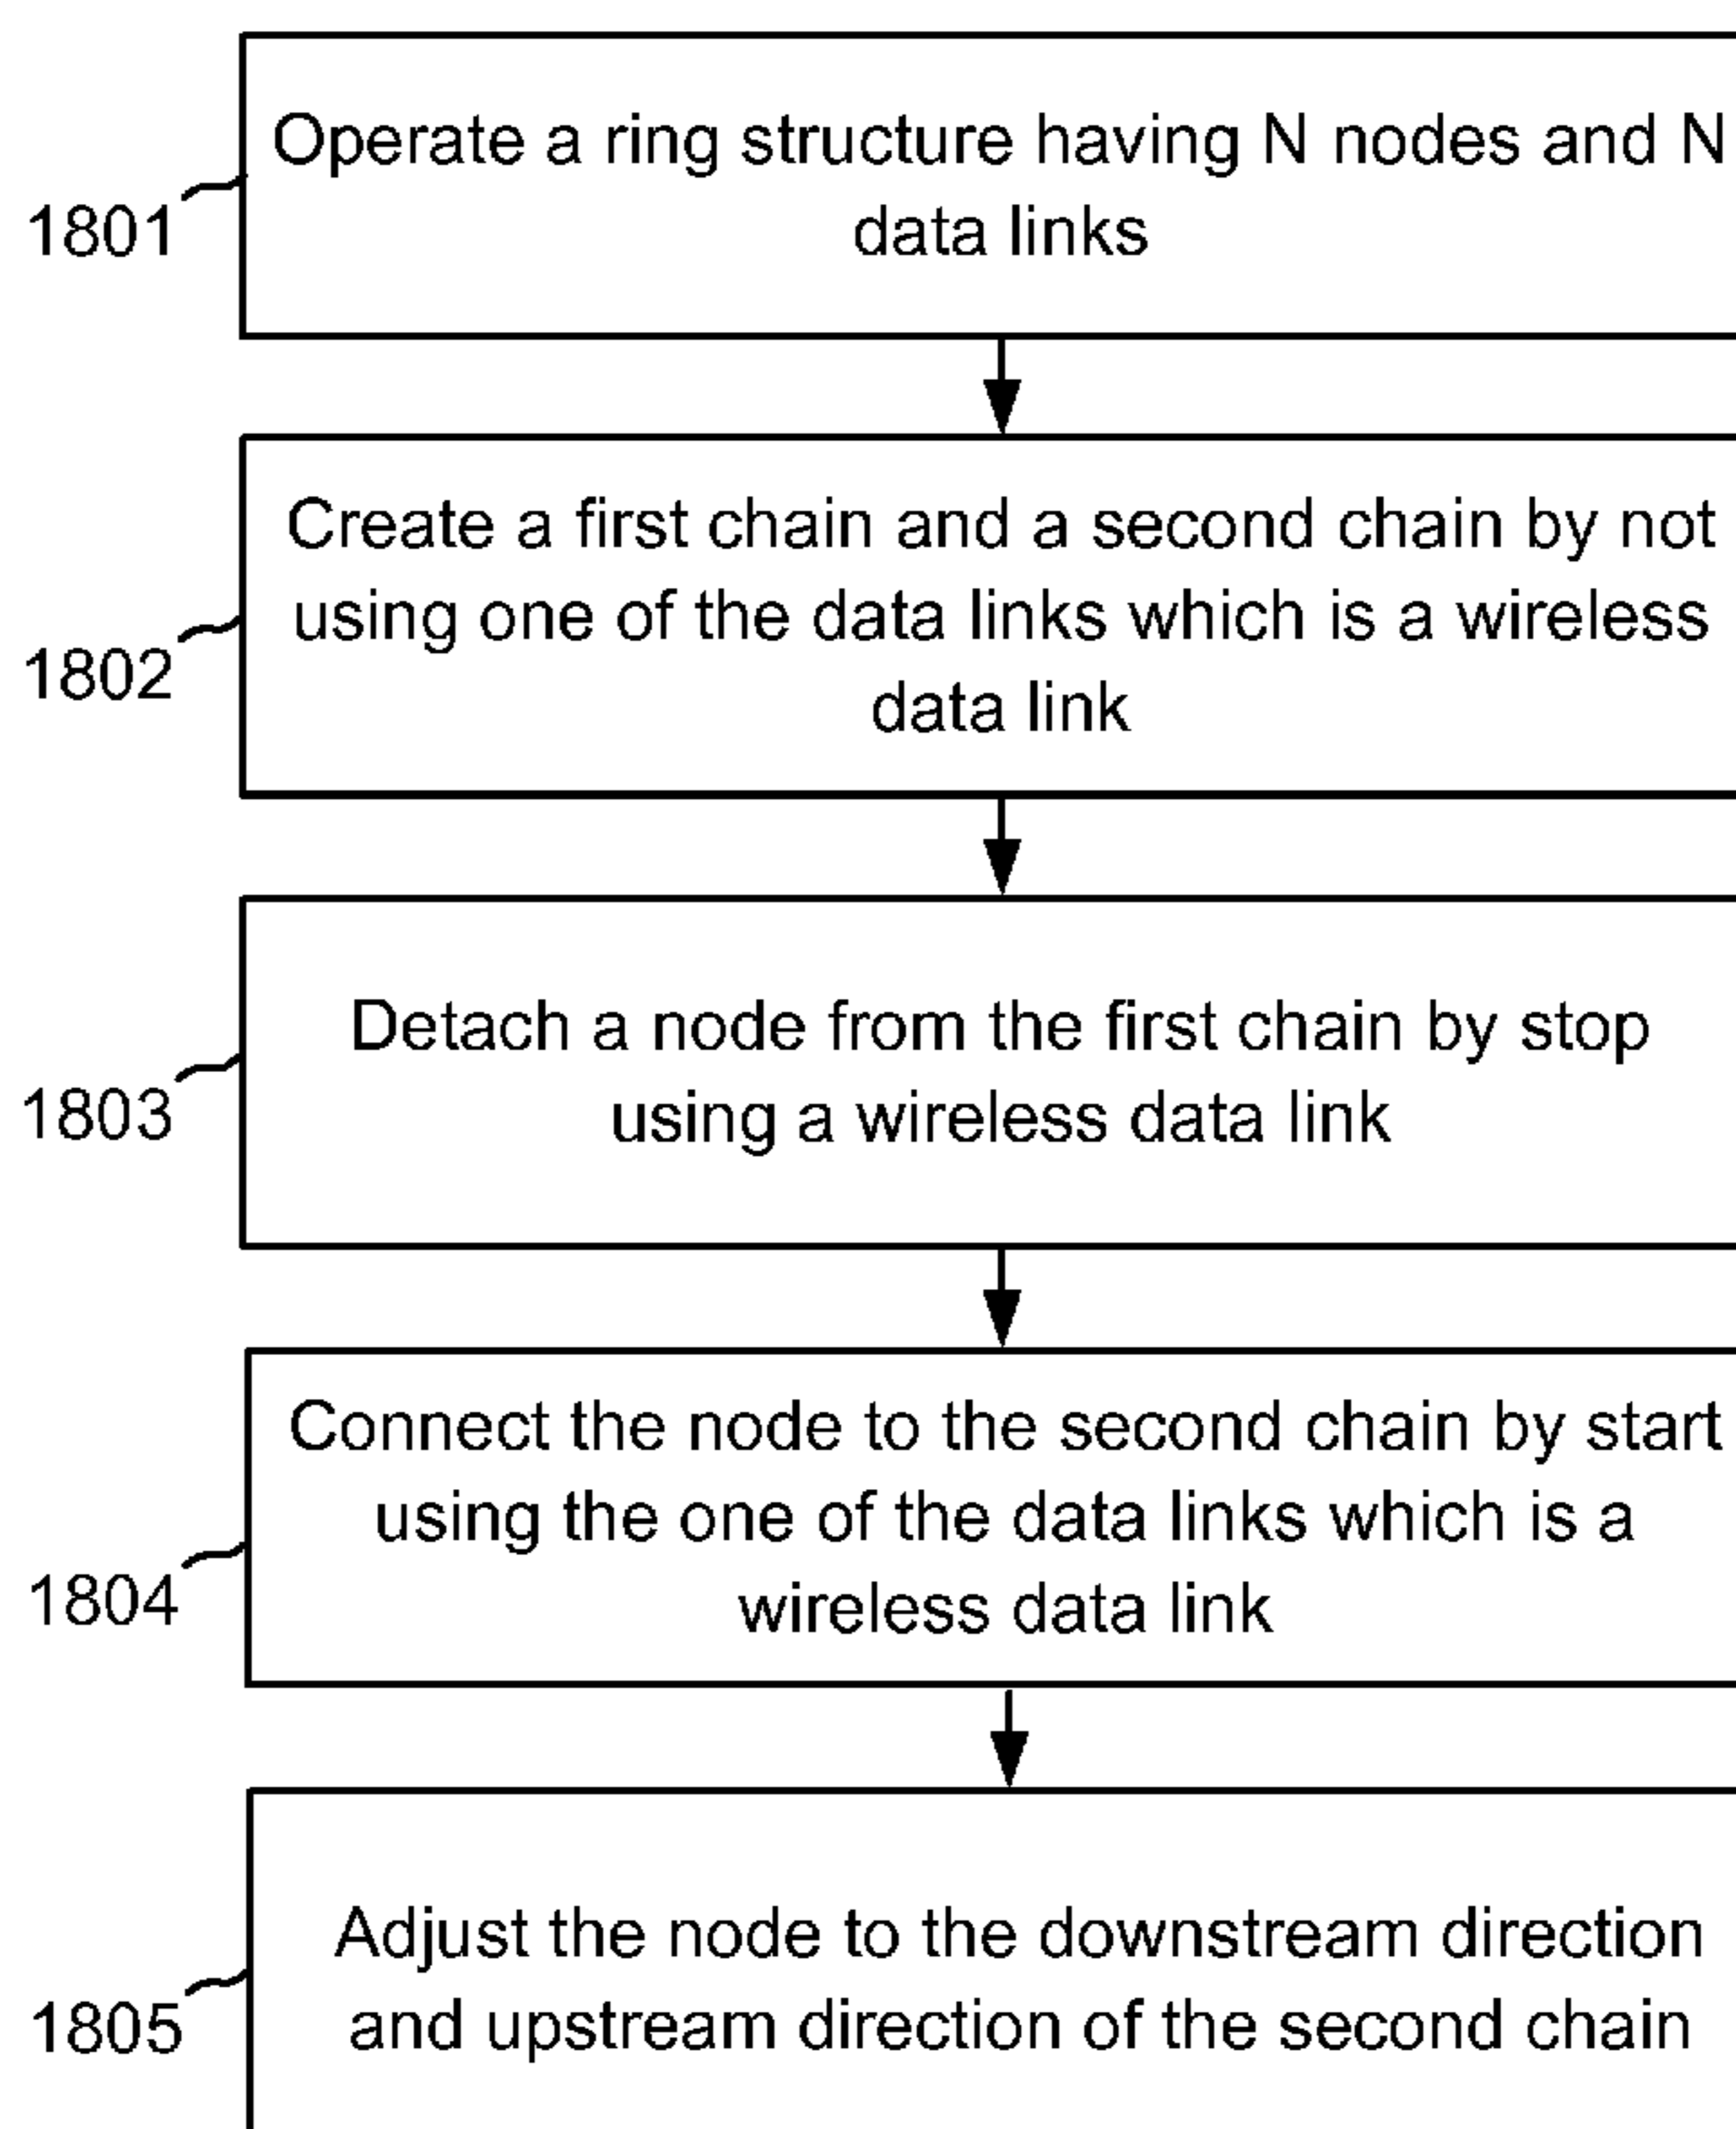 Operate a ring structure having N nodes and N
data links
1801
Create a first chain and a second chain by not
using one of the data links which is a wireless
data link
1802
Detach a node from the first chain by stop
using a wireless data link
1803
Connect the node to the second chain by start
using the one of the data links which is a
wireless data link
1804
Adjust the node to the downstream direction
and upstream direction of the second chain
1805